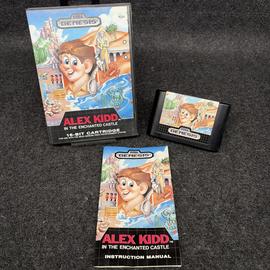 SEGA
GENESIS
ALEX KIDD
IN THE ENCHANTED CASTLE
16-BIT CARTRIDGE
GENESIS
GENESIS
ALEX KIDD
IN THE ENCHANTED CASTLE
INSTRUCTION MANUAL